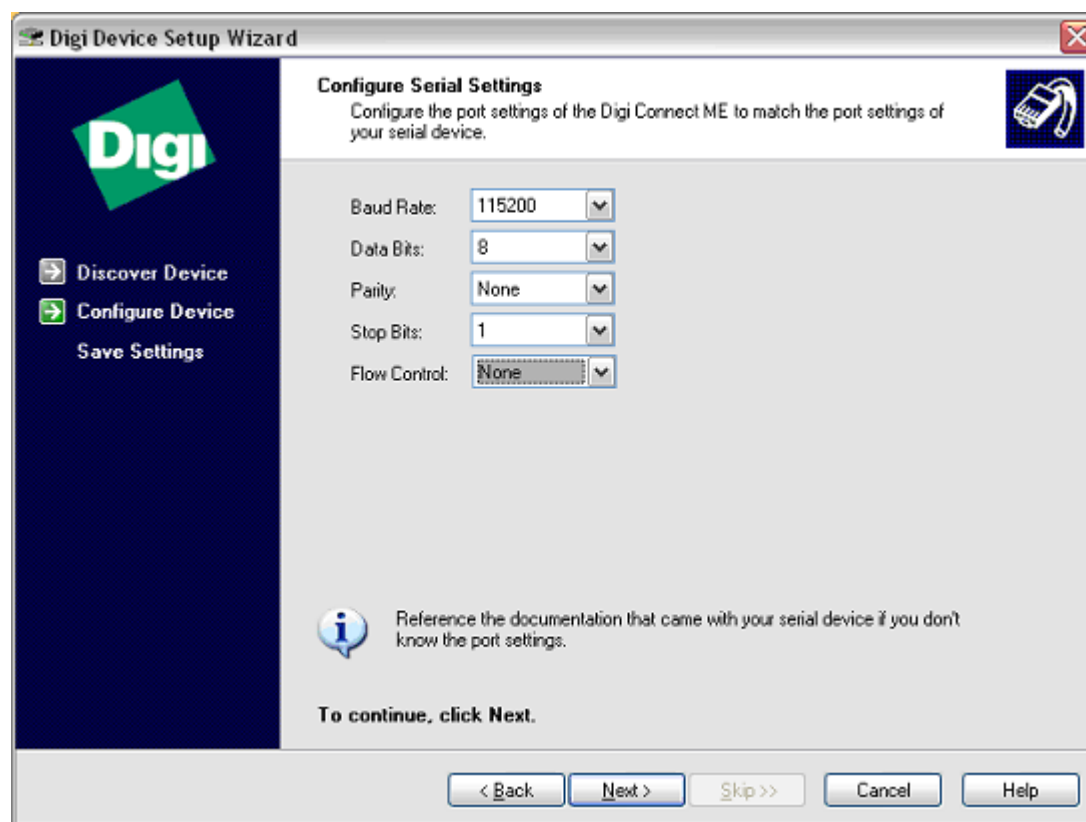 Digi Device Setup Wizard
Digi
Discover Device
Configure Device
Save Settings
Configure Serial Settings
Configure the port settings of the Digi Connect ME to match the port settings of
your serial device.
Baud Rate: 115200
Data Bits: 8
Parity: None
Stop Bits: 1
Flow Control: None
Reference the documentation that came with your serial device if you don't
know the port settings.
To continue, click Next.
< Back Next > Skip >> Cancel Help